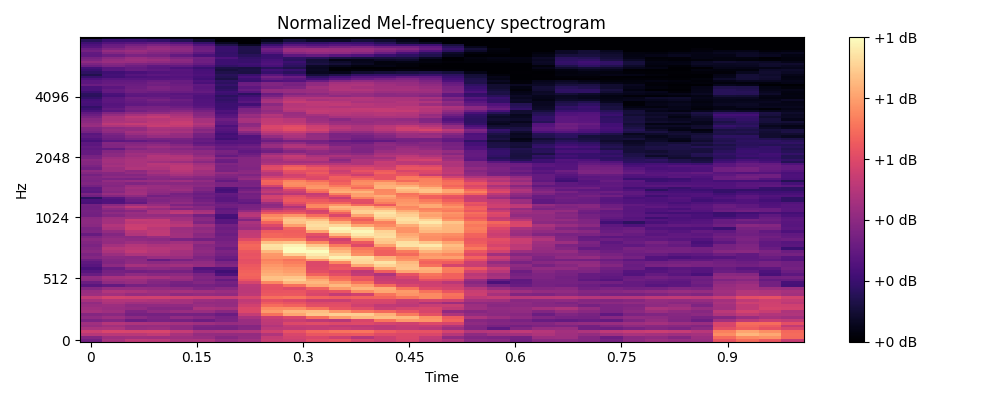 Normalized Mel-frequency spectrogram
Hz
4096
2048
1024
512
0
0 0.15 0.3 0.45 0.6 0.75 0.9
Time
+1 dB
+1 dB
+1 dB
+0 dB
+0 dB
+0 dB